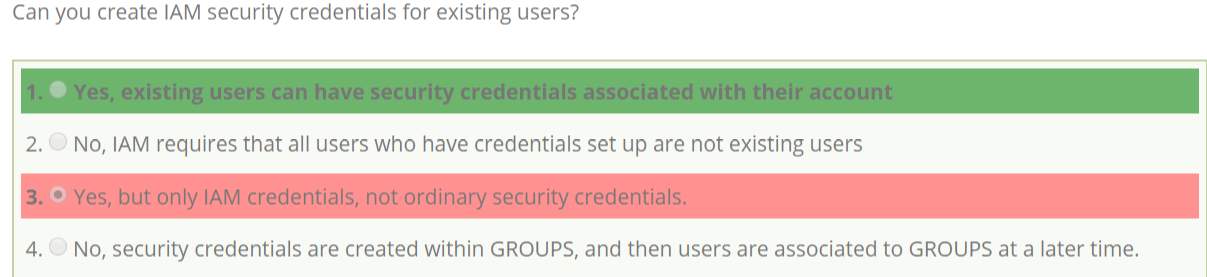 Can you create IAM security credentials for existing users?
1. Yes, existing users can have security credentials associated with their account
2. No, IAM requires that all users who have credentials set up are not existing users
3. Yes, but only IAM credentials, not ordinary security credentials.
4. No, security credentials are created within GROUPS, and then users are associated to GROUPS at a later time.